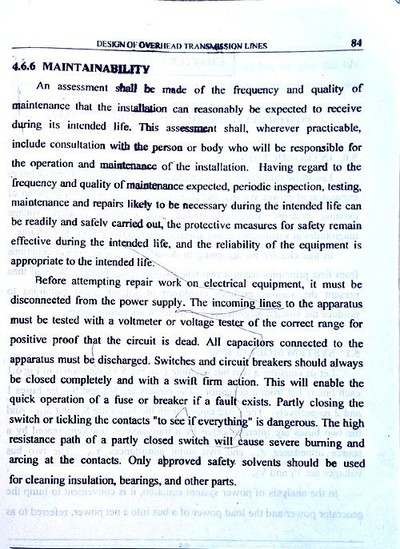 DESIGN OF OVERHEAD TRANSMISSION LINES 84
4.6.6 MAINTAINABILITY
An assessment shall be made of the frequency and quality of
maintenance that the installation can reasonably be expected to receive
during its intended life. This assessment shall, wherever practicable,
include consultation with the person or body who will be responsible for
the operation and maintenance of the installation. Having regard to the
frequency and quality of maintenance expected, periodic inspection, testing,
maintenance and repairs likely to be necessary during the intended life can
be readily and safely carried out, the protective measures for safety remain
effective during the intended life, and the reliability of the equipment is
appropriate to the intended life.
Before attempting repair work on electrical equipment, it must be
disconnected from the power supply. The incoming lines to the apparatus
must be tested with a voltmeter or voltage tester of the correct range for
positive proof that the circuit is dead. All capacitors connected to the
apparatus must be discharged. Switches and circuit breakers should always
be closed completely and with a swift firm action. This will enable the
quick operation of a fuse or breaker if a fault exists. Partly closing the
switch or tickling the contacts "to see if everything" is dangerous. The high
resistance path of a partly closed switch will cause severe burning and
arcing at the contacts. Only approved safety solvents should be used
for cleaning insulation, bearings, and other parts.